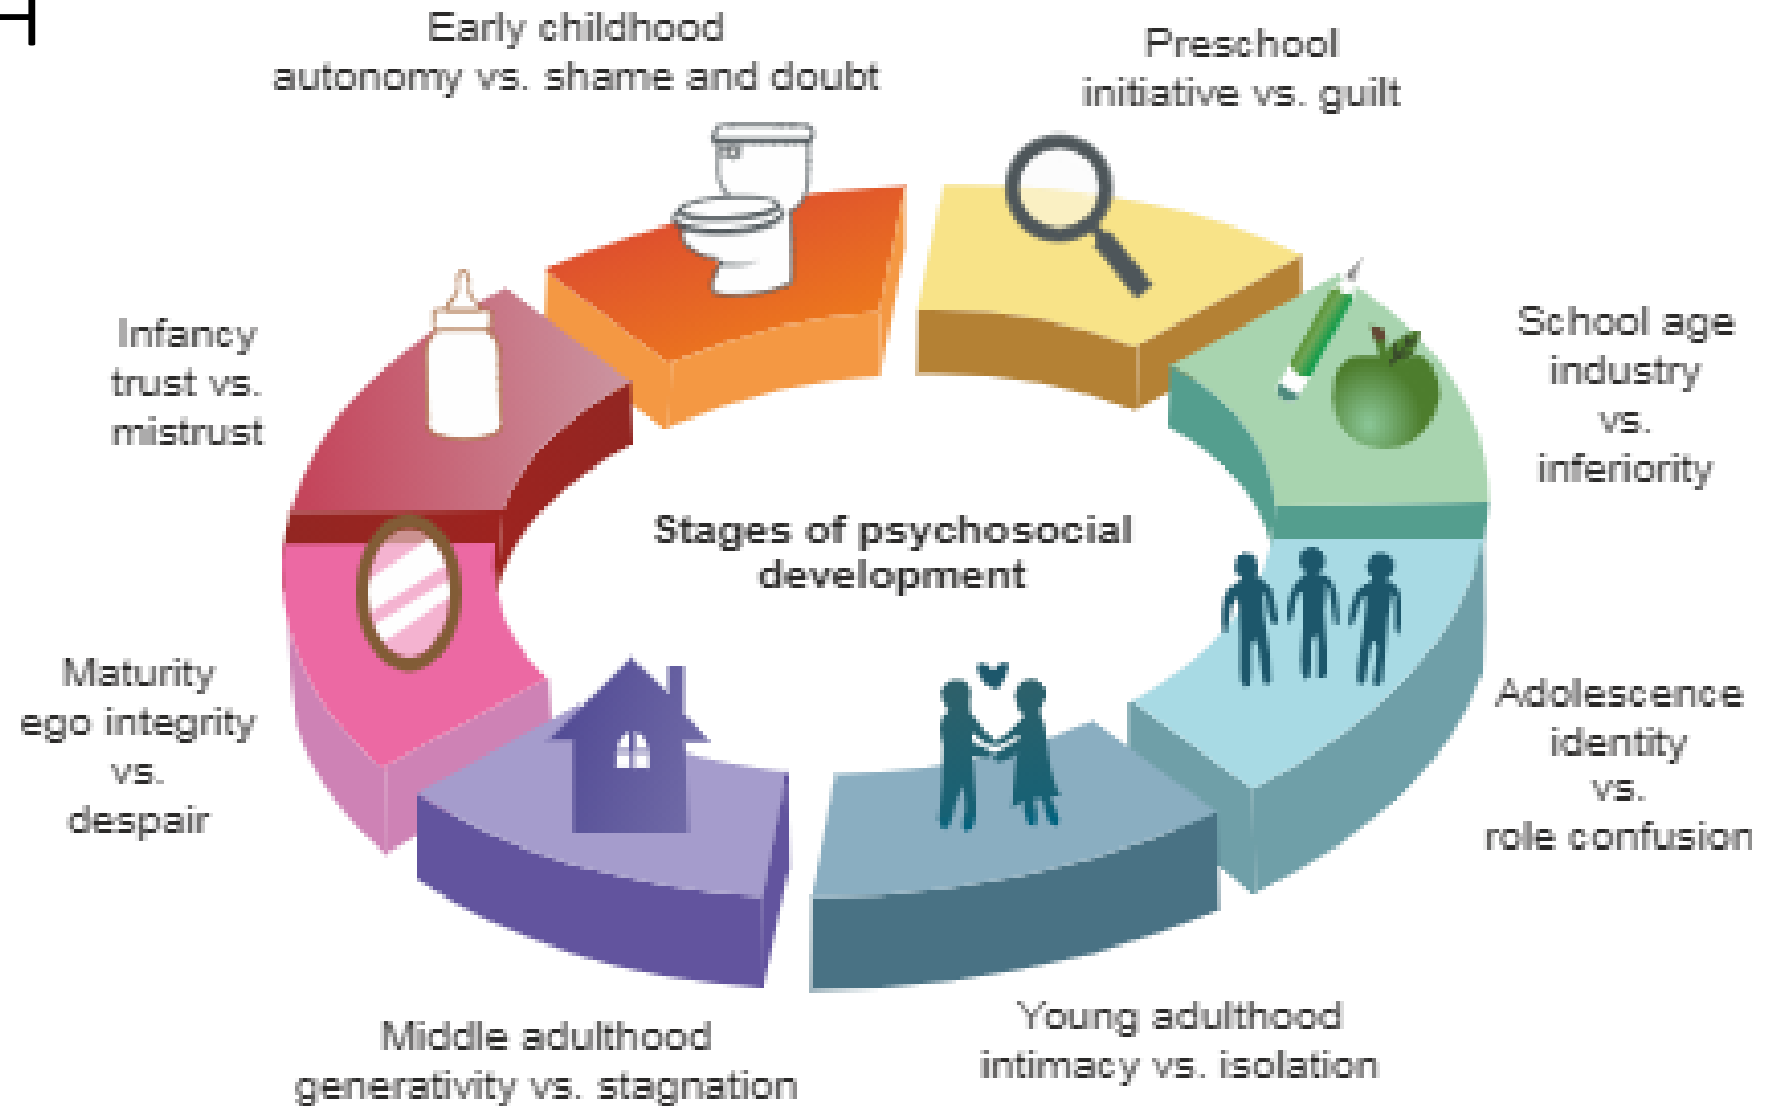 Early childhood
autonomy vs. shame and doubt
Preschool
initiative vs. guilt
School age
industry
vs.
inferiority
Adolescence
identity
vs.
role confusion
Young adulthood
intimacy vs. isolation
Middle adulthood
generativity vs. stagnation
Maturity
ego integrity
vs.
despair
Infancy
trust vs.
mistrust
Stages of psychosocial
development